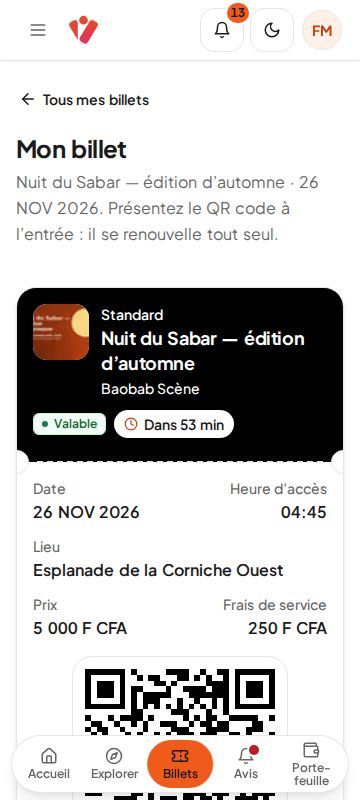 13
FM
Tous mes billets
Mon billet
Nuit du Sabar — édition d’automne · 26
NOV 2026. Présentez le QR code à
l’entrée : il se renouvelle tout seul.
Standard
Nuit du Sabar — édition
d’automne
Baobab Scène
Valable
Dans 53 min
Date
Heure d’accès
26 NOV 2026
04:45
Lieu
Esplanade de la Corniche Ouest
Prix
Frais de service
5 000 F CFA
250 F CFA
Accueil
Explorer
Billets
Avis
Porte-
feuille